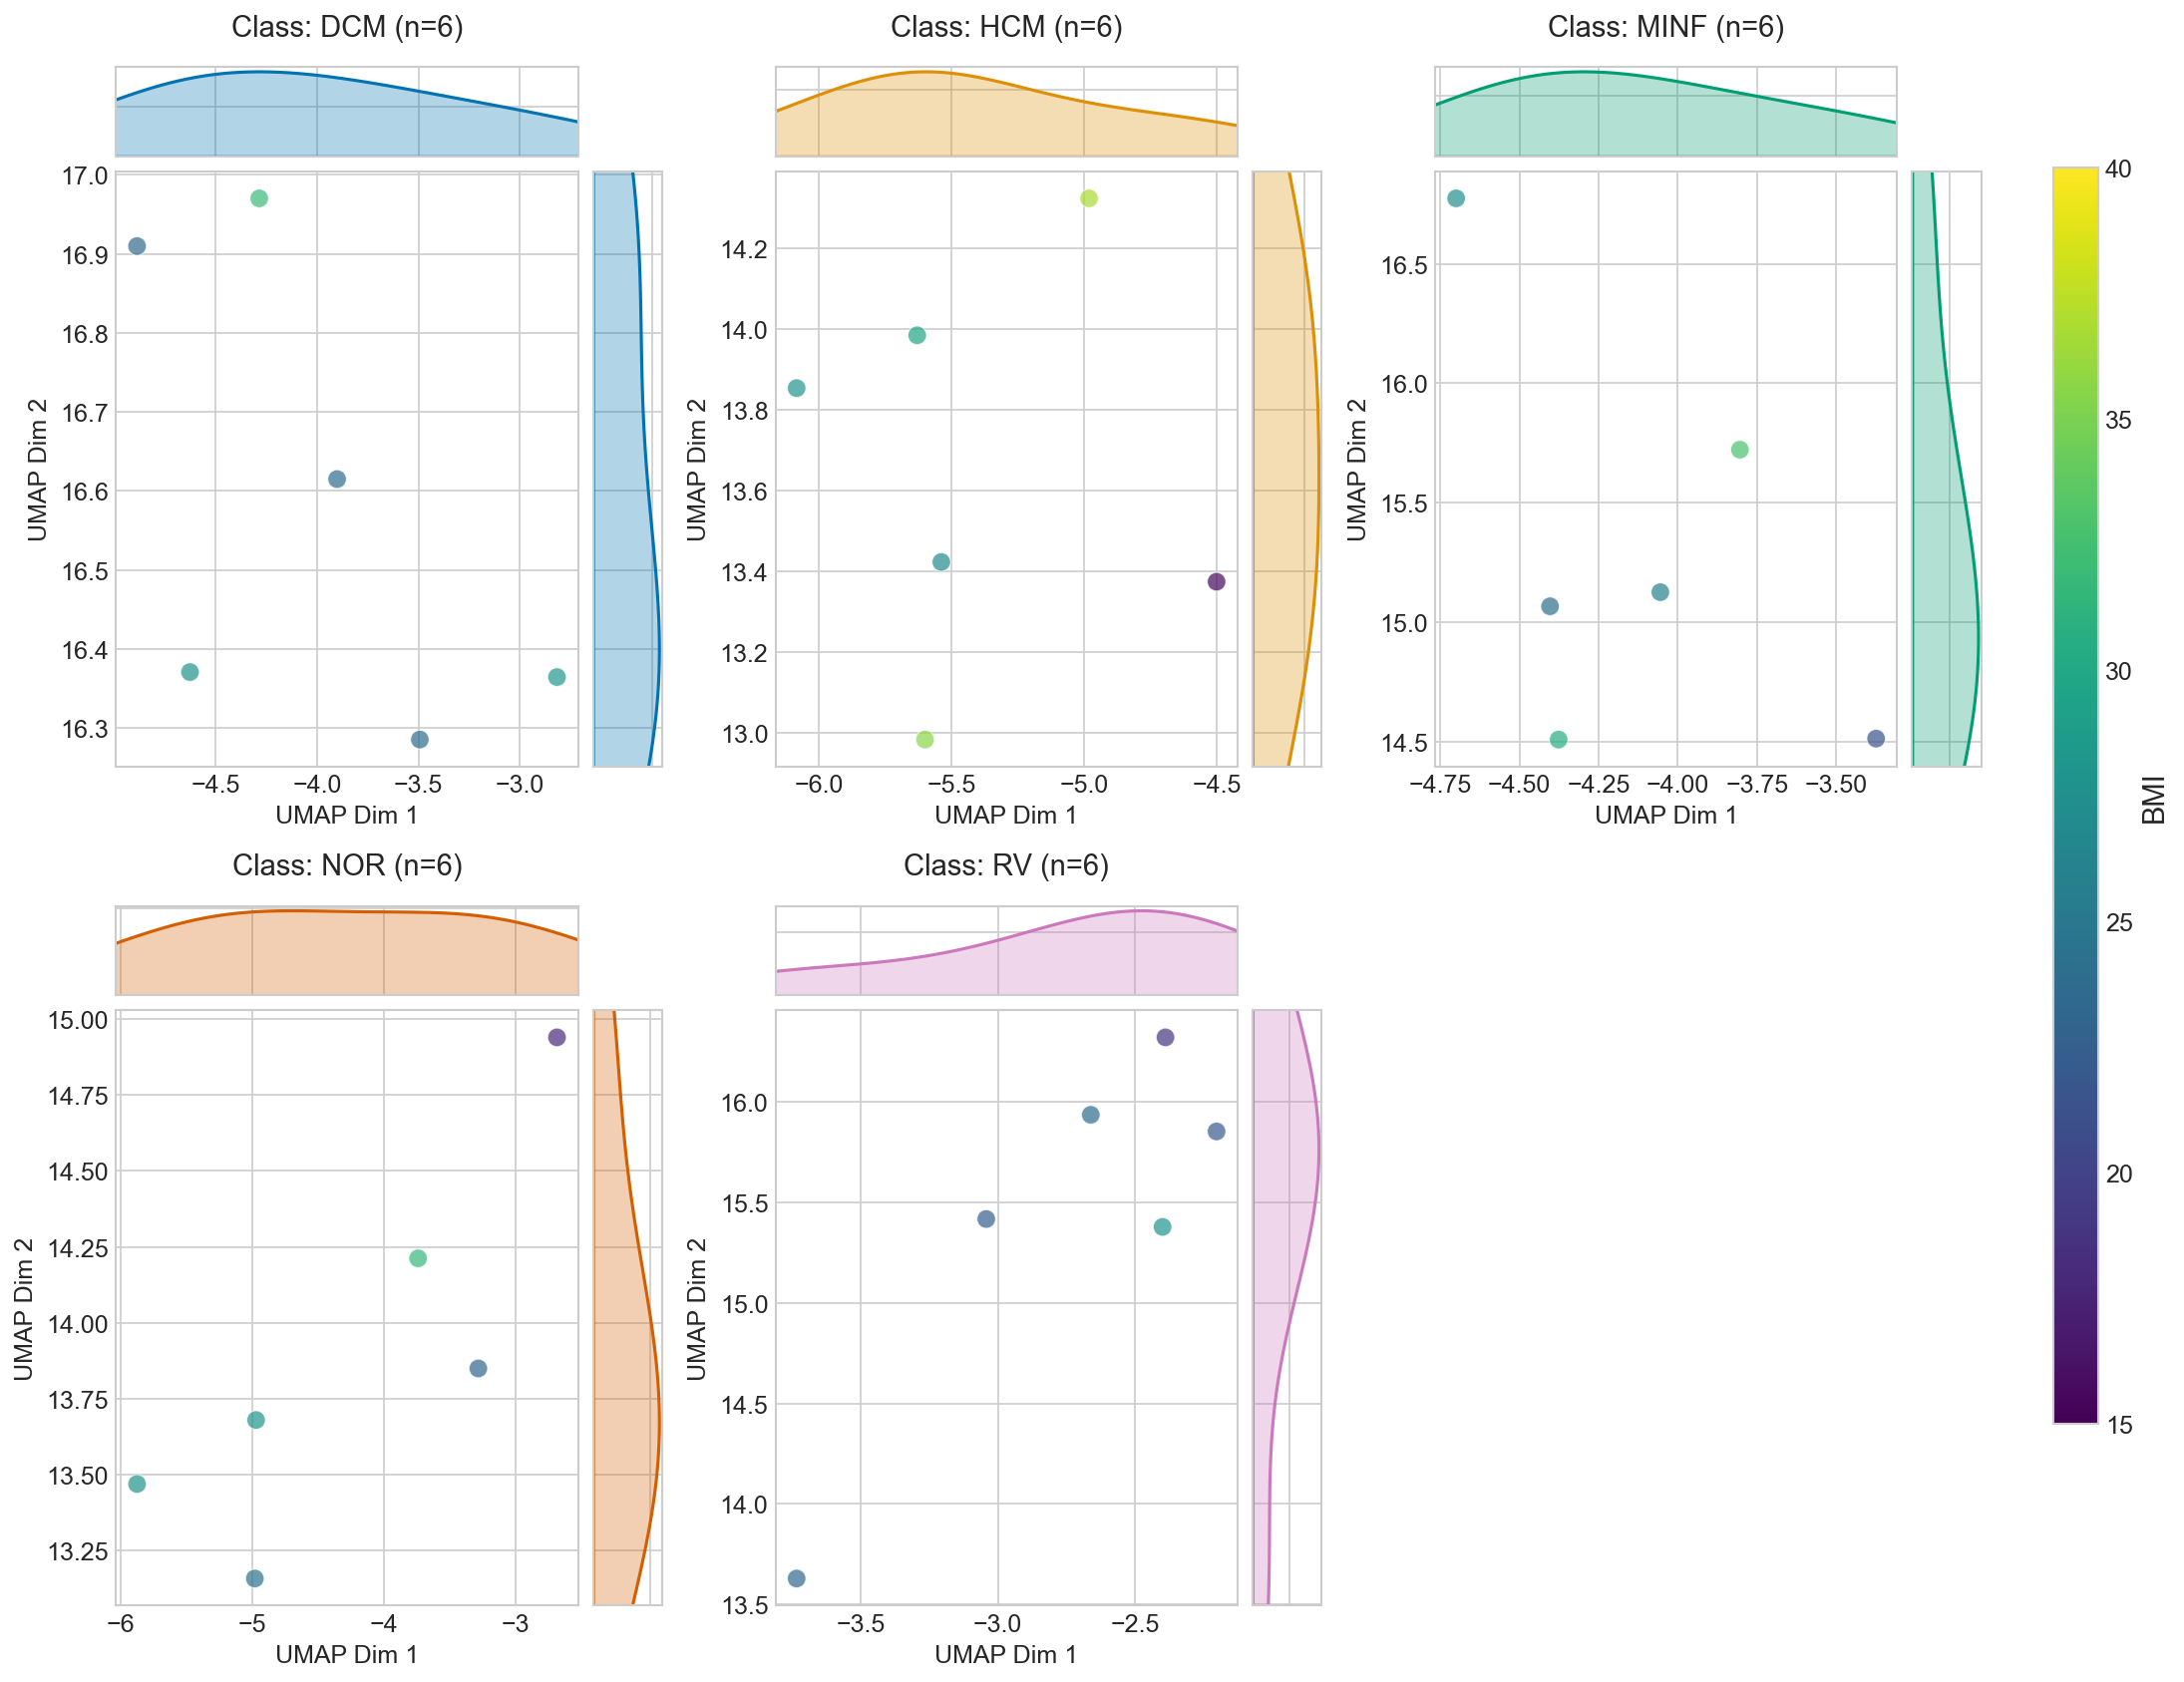 Class: DCM (n=6)
Class: HCM (n=6)
Class: MINF (n=6)
17.0
16.9
16.8
16.7
16.6
16.5
16.4
16.3
UMAP Dim 2
−4.5 −4.0 −3.5 −3.0
UMAP Dim 1
14.2
14.0
13.8
13.6
13.4
13.2
13.0
UMAP Dim 2
−6.0 −5.5 −5.0 −4.5
UMAP Dim 1
16.5
16.0
15.5
15.0
14.5
UMAP Dim 2
−4.75 −4.50 −4.25 −4.00 −3.75 −3.50
UMAP Dim 1
40
35
30
25
20
15
BMI
Class: NOR (n=6)
Class: RV (n=6)
15.00
14.75
14.50
14.25
14.00
13.75
13.50
13.25
UMAP Dim 2
−6 −5 −4 −3
UMAP Dim 1
16.0
15.5
15.0
14.5
14.0
13.5
UMAP Dim 2
−3.5 −3.0 −2.5
UMAP Dim 1